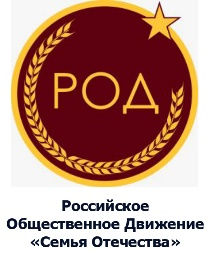 РОД
Российское
Общественное Движение
«Семья Отечества»